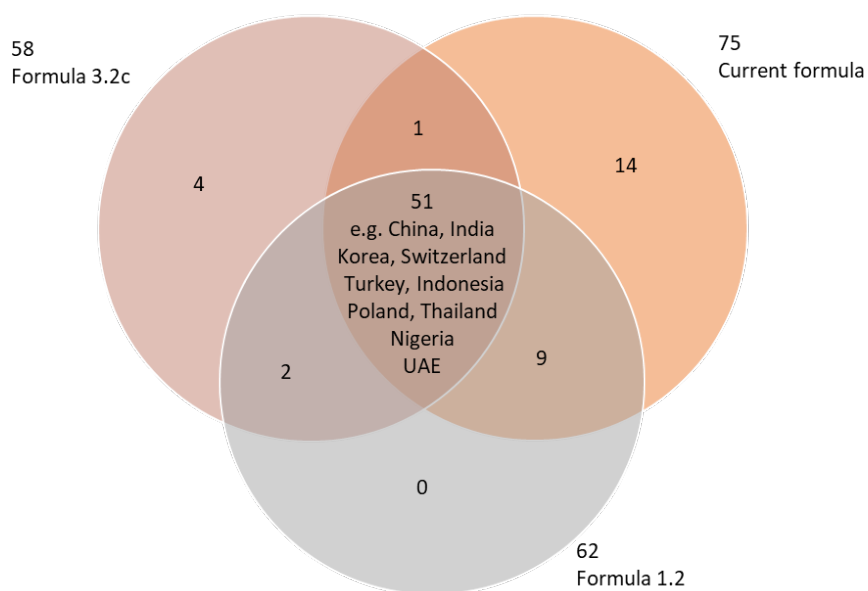 58
Formula 3.2c
75
Current formula
1
14
4
51
e.g. China, India
Korea, Switzerland
Turkey, Indonesia
Poland, Thailand
Nigeria
UAE
2
9
0
62
Formula 1.2